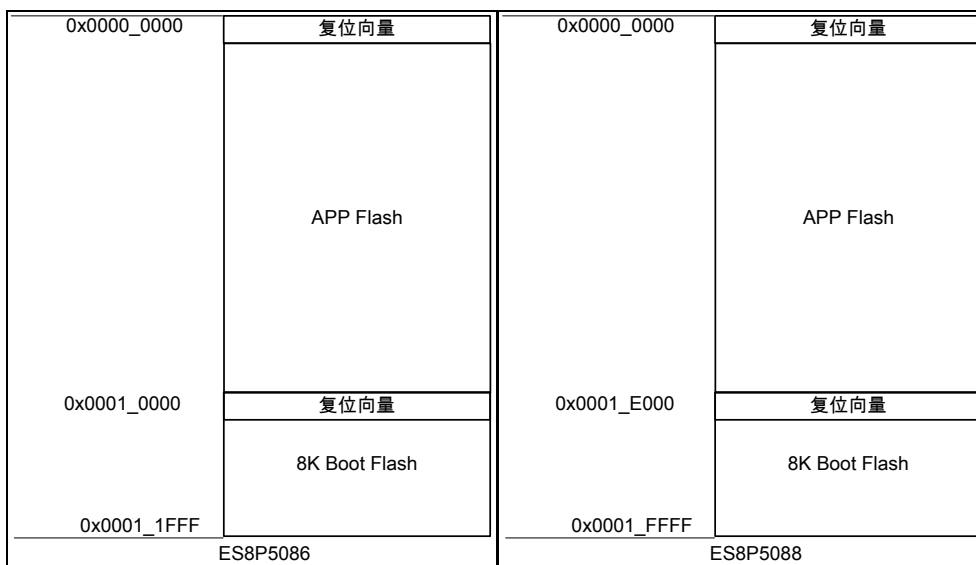 0x0000_0000
复位向量
APP Flash
0x0001_0000
复位向量
8K Boot Flash
0x0001_1FFF
ES8P5086
0x0000_0000
复位向量
APP Flash
0x0001_E000
复位向量
8K Boot Flash
0x0001_FFFF
ES8P5088